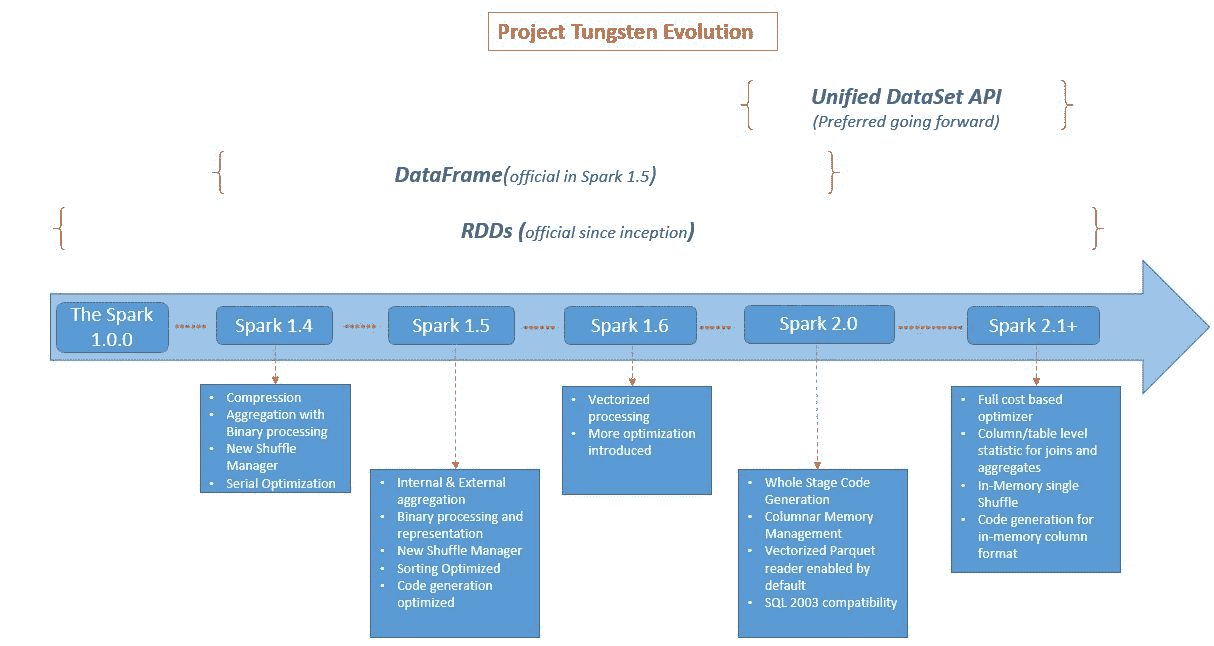 Project Tungsten Evolution
Unified DataSet API
(Preferred going forward)
DataFrame(official in Spark 1.5)
RDDs (official since inception)
The Spark
1.0.0
Spark 1.4
Spark 1.5
Spark 1.6
Spark 2.0
Spark 2.1+
• Compression
• Aggregation with
Binary processing
• New Shuffle
Manager
• Serial Optimization
• Internal & External
aggregation
• Binary processing and
representation
• New Shuffle Manager
• Sorting Optimized
• Code generation
optimized
• Vectorized
processing
• More optimization
introduced
• Whole Stage Code
Generation
• Columnar Memory
Management
• Vectorized Parquet
reader enabled by
default
• SQL 2003 compatibility
• Full cost based
optimizer
• Column/table level
statistic for joins and
aggregates
• In-Memory single
Shuffle
• Code generation for
in-memory column
format